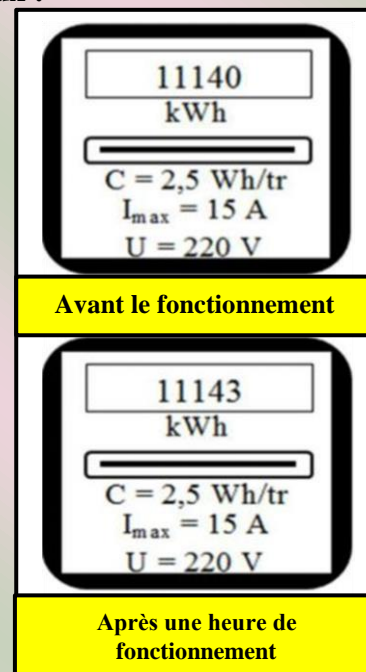 11140
kWh
C = 2,5 Wh/tr
Imax = 15 A
U = 220 V
Avant le fonctionnement
11143
kWh
C = 2,5 Wh/tr
Imax = 15 A
U = 220 V
Après une heure de
fonctionnement